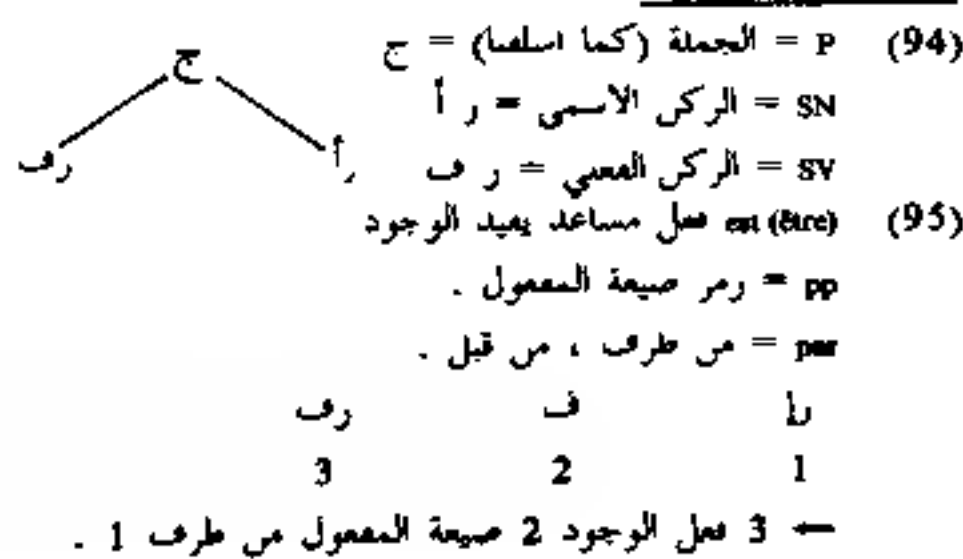 (94) P = الجملة (كما اسلفنا) = ج
SN = الركن الاسمي = ر أ
SV = الركن الفعلي = ر ف
ج
رأ رف
(95) est (être) فعل مساعد يفيد الوجود
pp = رمز صيغة المفعول .
par = من طرف ، من قبل .
رإ ف رف
1 2 3
← 3 فعل الوجود 2 صيغة المفعول من طرف 1 .